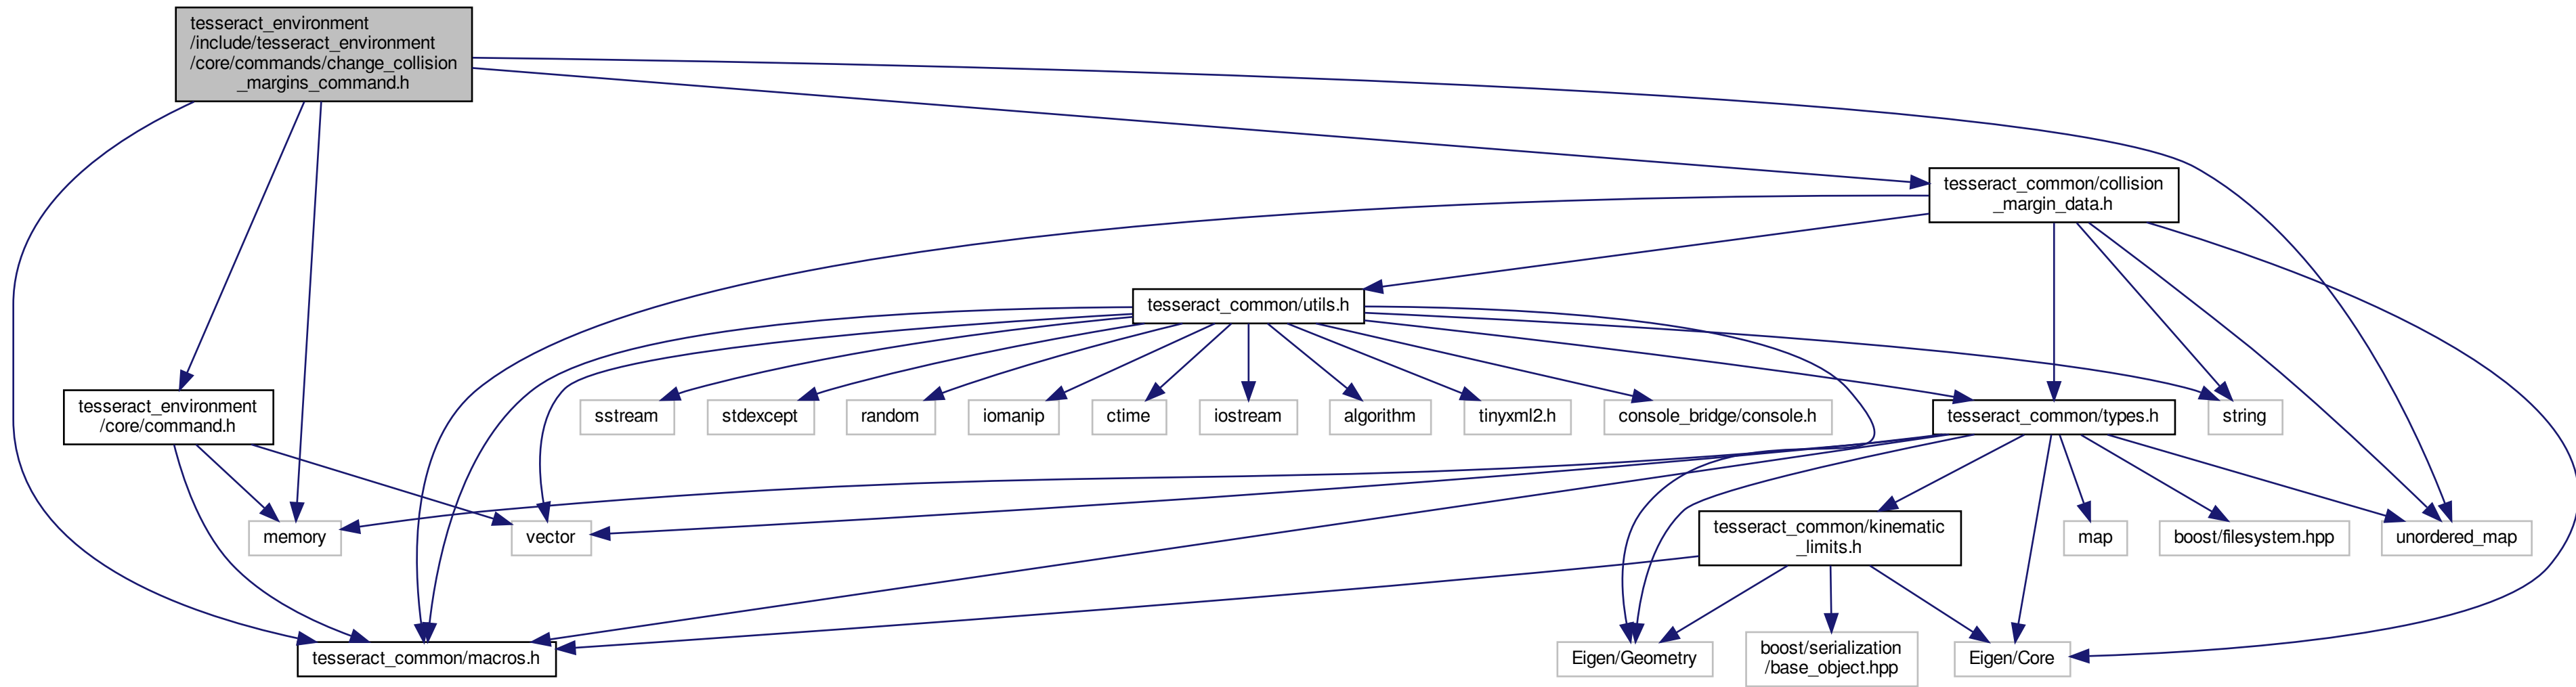 tesseract_environment
/include/tesseract_environment
/core/commands/change_collision
_margins_command.h
tesseract_common/collision
_margin_data.h
tesseract_common/utils.h
tesseract_environment
/core/command.h
sstream
stdexcept
random
iomanip
ctime
iostream
algorithm
tinyxml2.h
console_bridge/console.h
tesseract_common/types.h
string
memory
vector
tesseract_common/kinematic
_limits.h
map
boost/filesystem.hpp
unordered_map
tesseract_common/macros.h
Eigen/Geometry
boost/serialization
/base_object.hpp
Eigen/Core